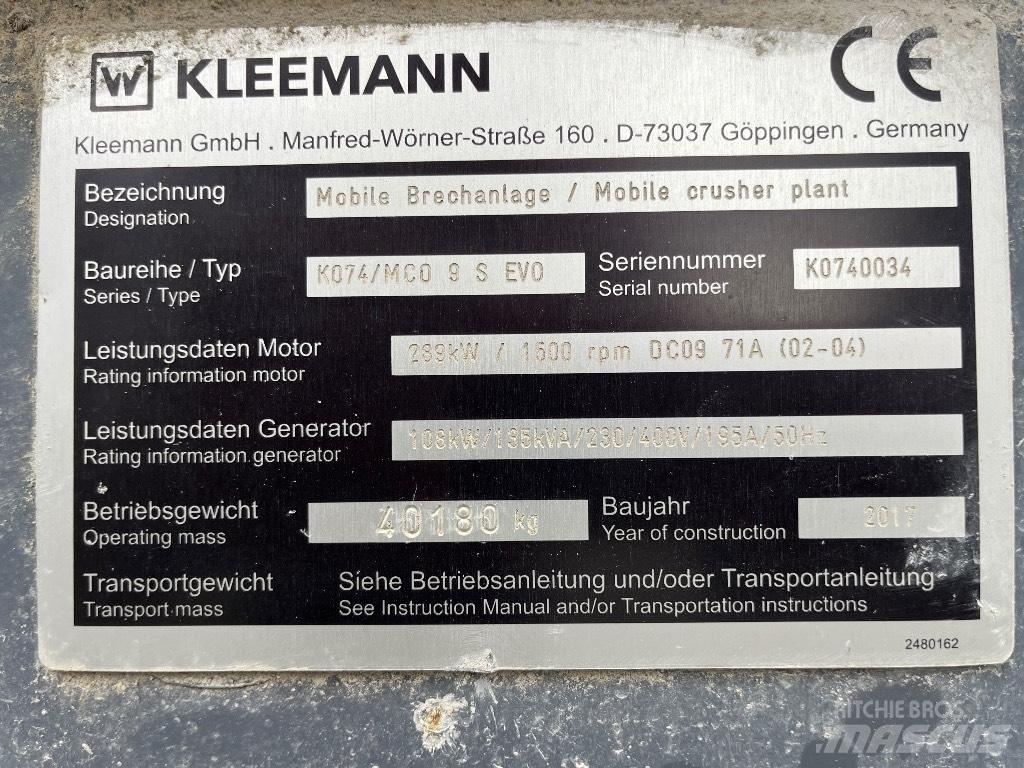 W KLEEMANN CE
Kleemann GmbH . Manfred-Wörner-Straße 160 . D-73037 Göppingen . Germany
Bezeichnung Mobile Brechanlage / Mobile crusher plant
Designation
Baureihe / Typ K074/MCO 9 S EVO Seriennummer K0740034
Series / Type Serial number
Leistungsdaten Motor 289kW / 1600 rpm DC09 71A (02-04)
Rating information motor
Leistungsdaten Generator 108kW/135kVA/230/400V/195A/50Hz
Rating information generator
Betriebsgewicht 40180 kg Baujahr 2017
Operating mass Year of construction
Transportgewicht Siehe Betriebsanleitung und/oder Transportanleitung
Transport mass See Instruction Manual and/or Transportation instructions
2480162
RITCHIE BROS
MASCUS